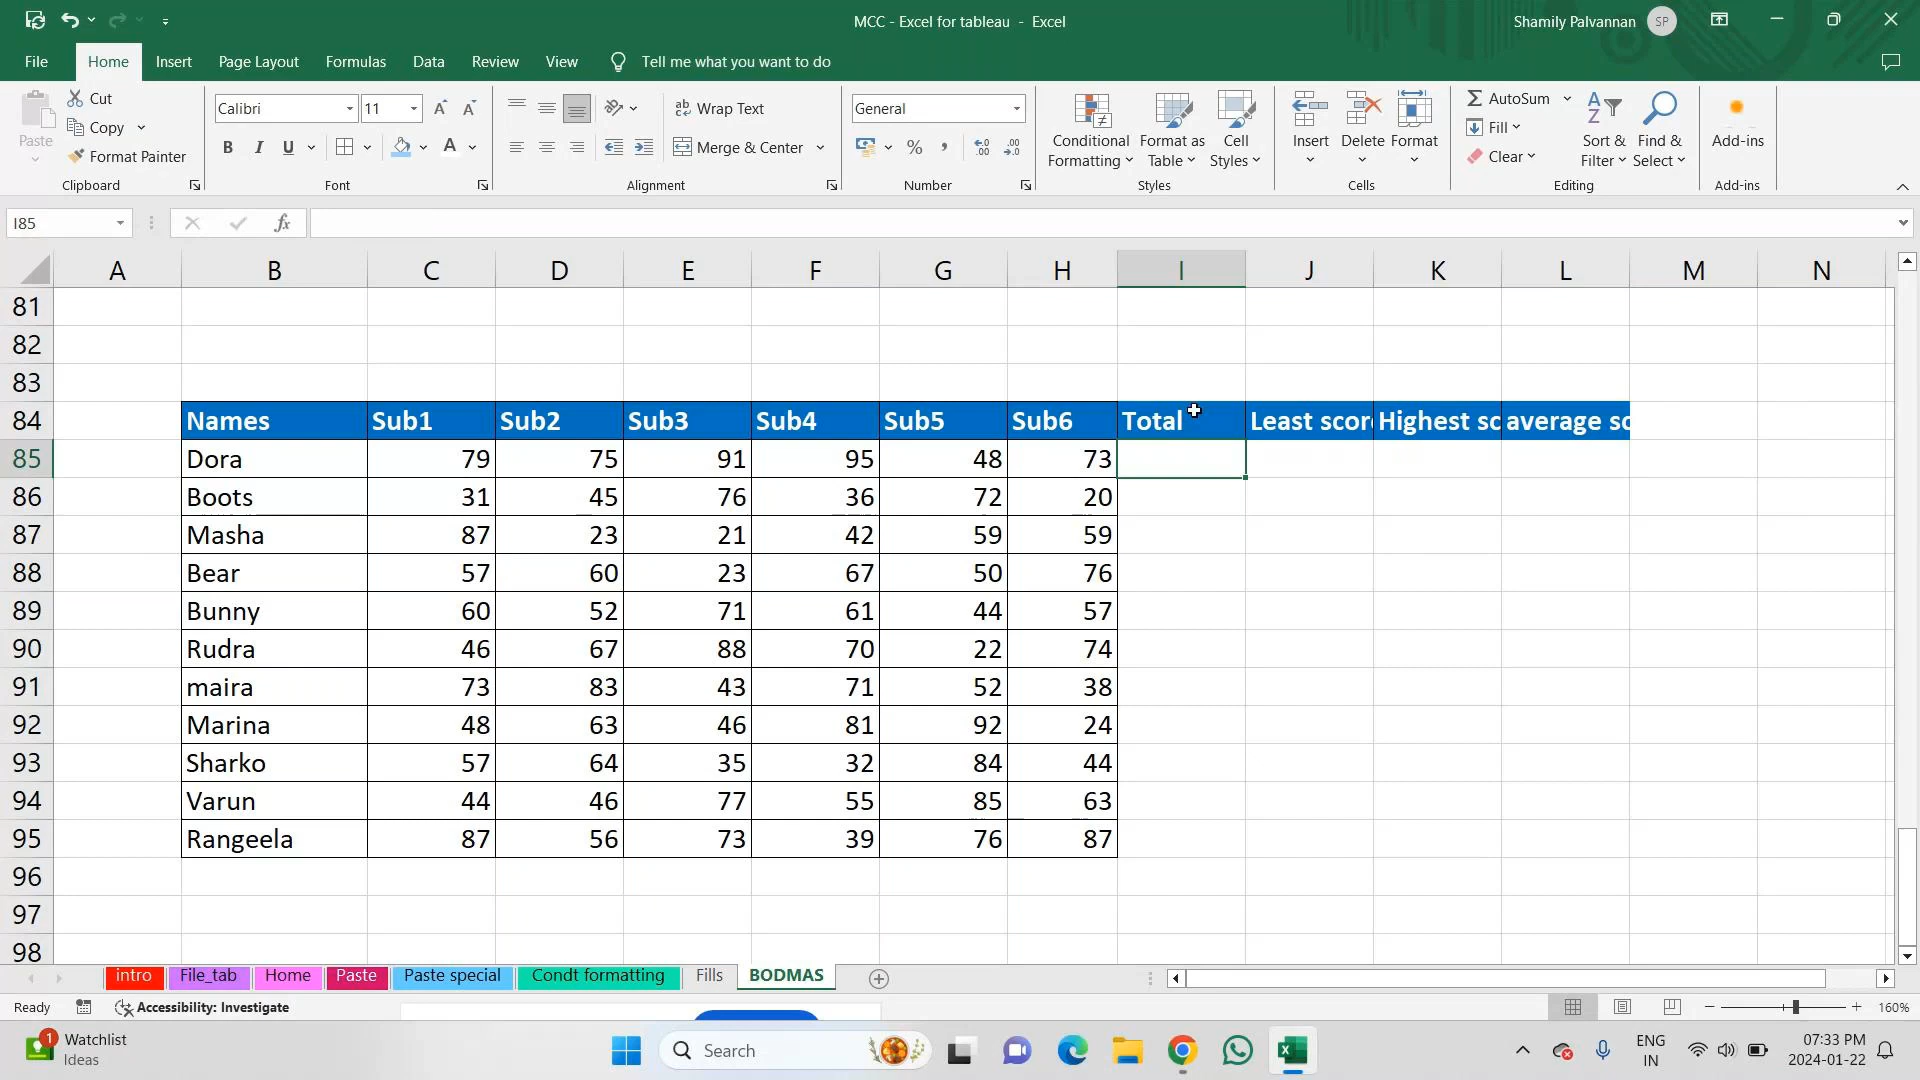 MCC - Excel for tableau - Excel
Shamily Palvannan SP
File Home Insert Page Layout Formulas Data Review View Tell me what you want to do
Paste
Cut
Copy
Format Painter
Clipboard
Calibri 11
B I U
Font
Wrap Text
Merge & Center
Alignment
General
Number
Conditional Formatting
Format as Table
Cell Styles
Styles
Insert
Delete
Format
Cells
AutoSum
Fill
Clear
Sort & Filter
Find & Select
Editing
Add-ins
Add-ins
I85 fx
A B C D E F G H I J K L M N
81
82
83
84 Names Sub1 Sub2 Sub3 Sub4 Sub5 Sub6 Total Least scor Highest sc average sc
85 Dora 79 75 91 95 48 73
86 Boots 31 45 76 36 72 20
87 Masha 87 23 21 42 59 59
88 Bear 57 60 23 67 50 76
89 Bunny 60 52 71 61 44 57
90 Rudra 46 67 88 70 22 74
91 maira 73 83 43 71 52 38
92 Marina 48 63 46 81 92 24
93 Sharko 57 64 35 32 84 44
94 Varun 44 46 77 55 85 63
95 Rangeela 87 56 73 39 76 87
96
97
98
intro File_tab Home Paste Paste special Condt formatting Fills BODMAS
Ready Accessibility: Investigate 160%
1 Watchlist
Ideas
Search
ENG
IN
07:33 PM
2024-01-22